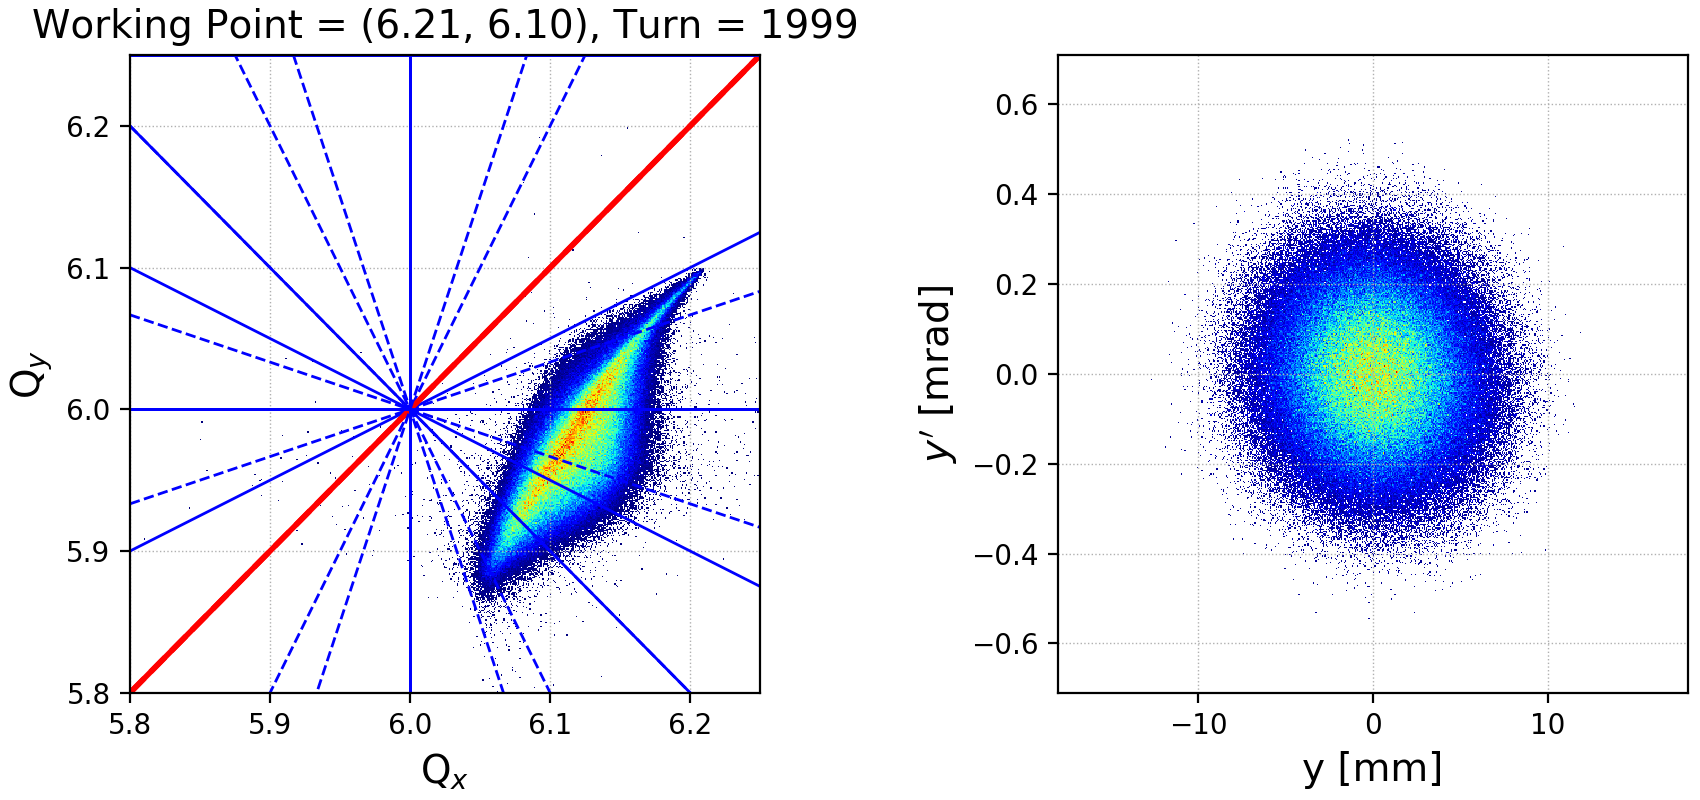 Working Point = (6.21, 6.10), Turn = 1999
6.2
6.1
6.0
5.9
5.8
Q_y
5.8 5.9 6.0 6.1 6.2
Q_x
0.6
0.4
0.2
0.0
−0.2
−0.4
−0.6
y′ [mrad]
−10 0 10
y [mm]